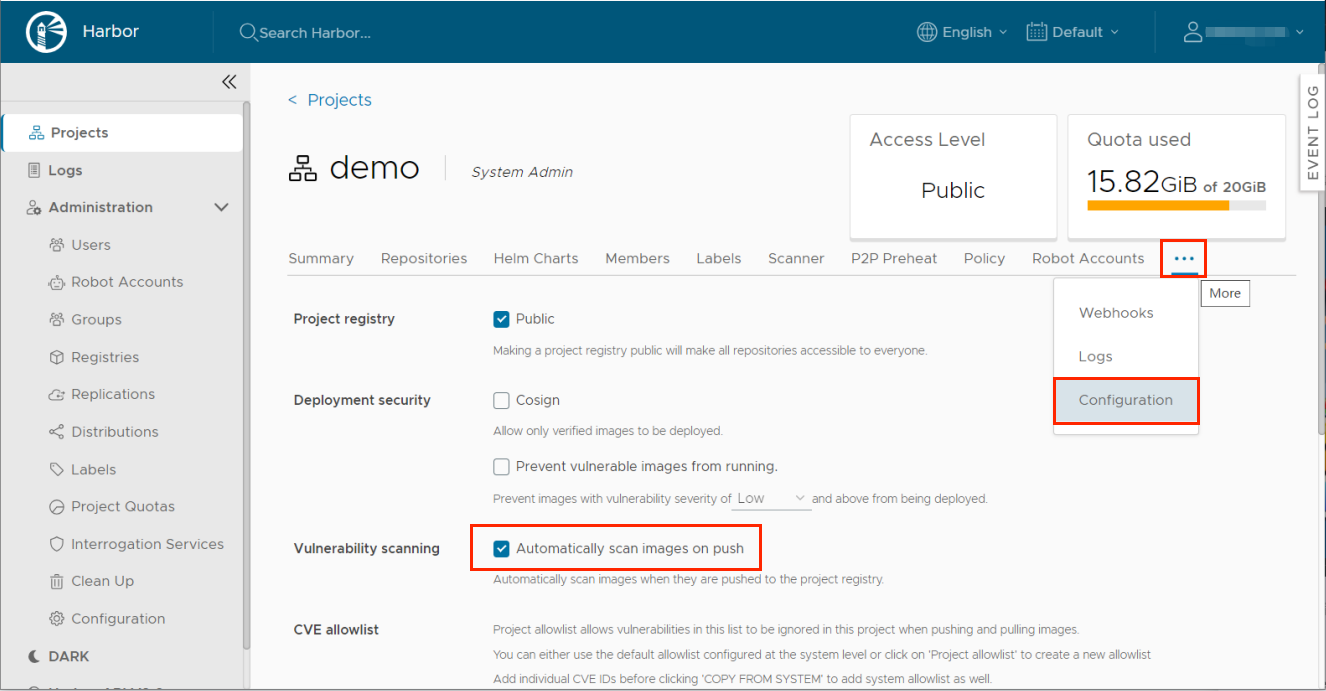 Harbor
Search Harbor...
English
Default
EVENT LOG
Projects
Logs
Administration
Users
Robot Accounts
Groups
Registries
Replications
Distributions
Labels
Project Quotas
Interrogation Services
Clean Up
Configuration
DARK
< Projects
demo
System Admin
Access Level
Public
Quota used
15.82GiB of 20GiB
Summary Repositories Helm Charts Members Labels Scanner P2P Preheat Policy Robot Accounts ...
More
Webhooks
Logs
Configuration
Project registry
Public
Making a project registry public will make all repositories accessible to everyone.
Deployment security
Cosign
Allow only verified images to be deployed.
Prevent vulnerable images from running.
Prevent images with vulnerability severity of Low and above from being deployed.
Vulnerability scanning
Automatically scan images on push
Automatically scan images when they are pushed to the project registry.
CVE allowlist
Project allowlist allows vulnerabilities in this list to be ignored in this project when pushing and pulling images.
You can either use the default allowlist configured at the system level or click on 'Project allowlist' to create a new allowlist
Add individual CVE IDs before clicking 'COPY FROM SYSTEM' to add system allowlist as well.